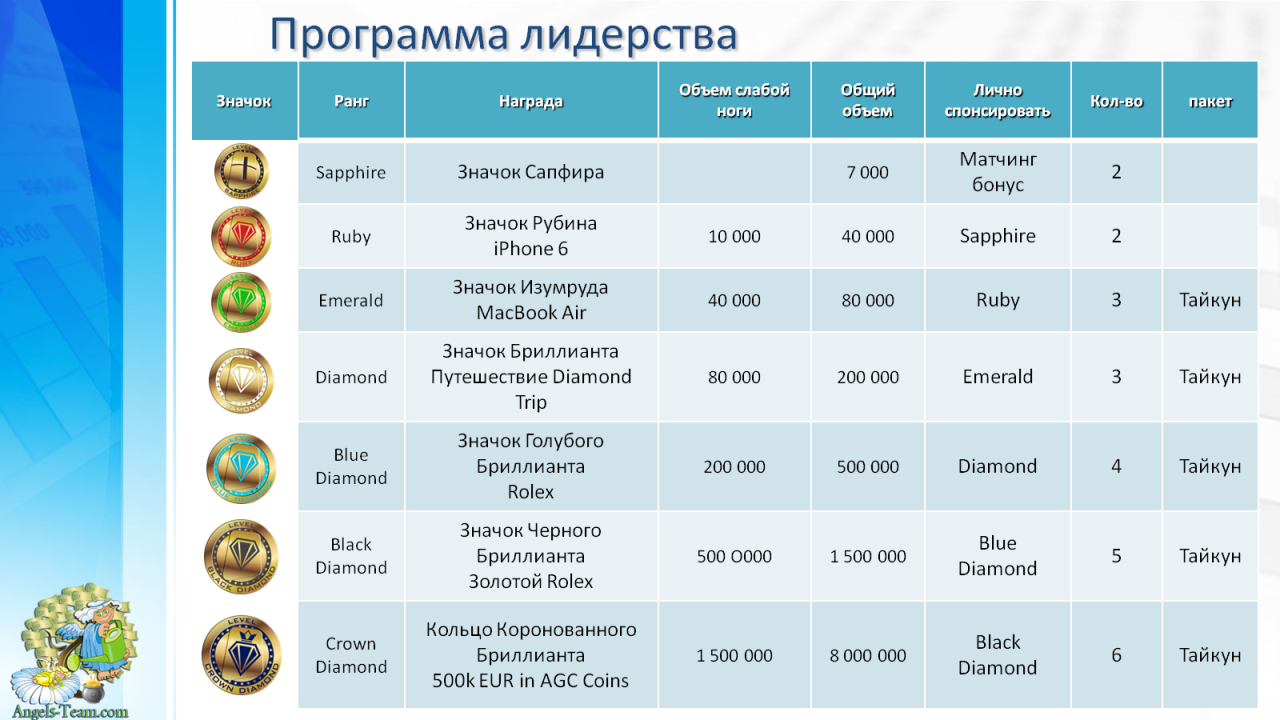 Программа лидерства
Значок
Ранг
Награда
Объем слабой
ноги
Общий
объем
Лично
спонсировать
Кол-во
пакет
LEVEL
SAPPHIRE
Sapphire
Значок Сапфира
7 000
Матчинг
бонус
2
LEVEL
RUBY
Ruby
Значок Рубина
iPhone 6
10 000
40 000
Sapphire
2
LEVEL
EMERALD
Emerald
Значок Изумруда
MacBook Air
40 000
80 000
Ruby
3
Тайкун
LEVEL
DIAMOND
Diamond
Значок Бриллианта
Путешествие Diamond
Trip
80 000
200 000
Emerald
3
Тайкун
LEVEL
BLUE DIAMOND
Blue
Diamond
Значок Голубого
Бриллианта
Rolex
200 000
500 000
Diamond
4
Тайкун
LEVEL
BLACK DIAMOND
Black
Diamond
Значок Черного
Бриллианта
Золотой Rolex
500 О000
1 500 000
Blue
Diamond
5
Тайкун
LEVEL
CROWN DIAMOND
Crown
Diamond
Кольцо Коронованного
Бриллианта
500k EUR in AGC Coins
1 500 000
8 000 000
Black
Diamond
6
Тайкун
Angels-Team.com